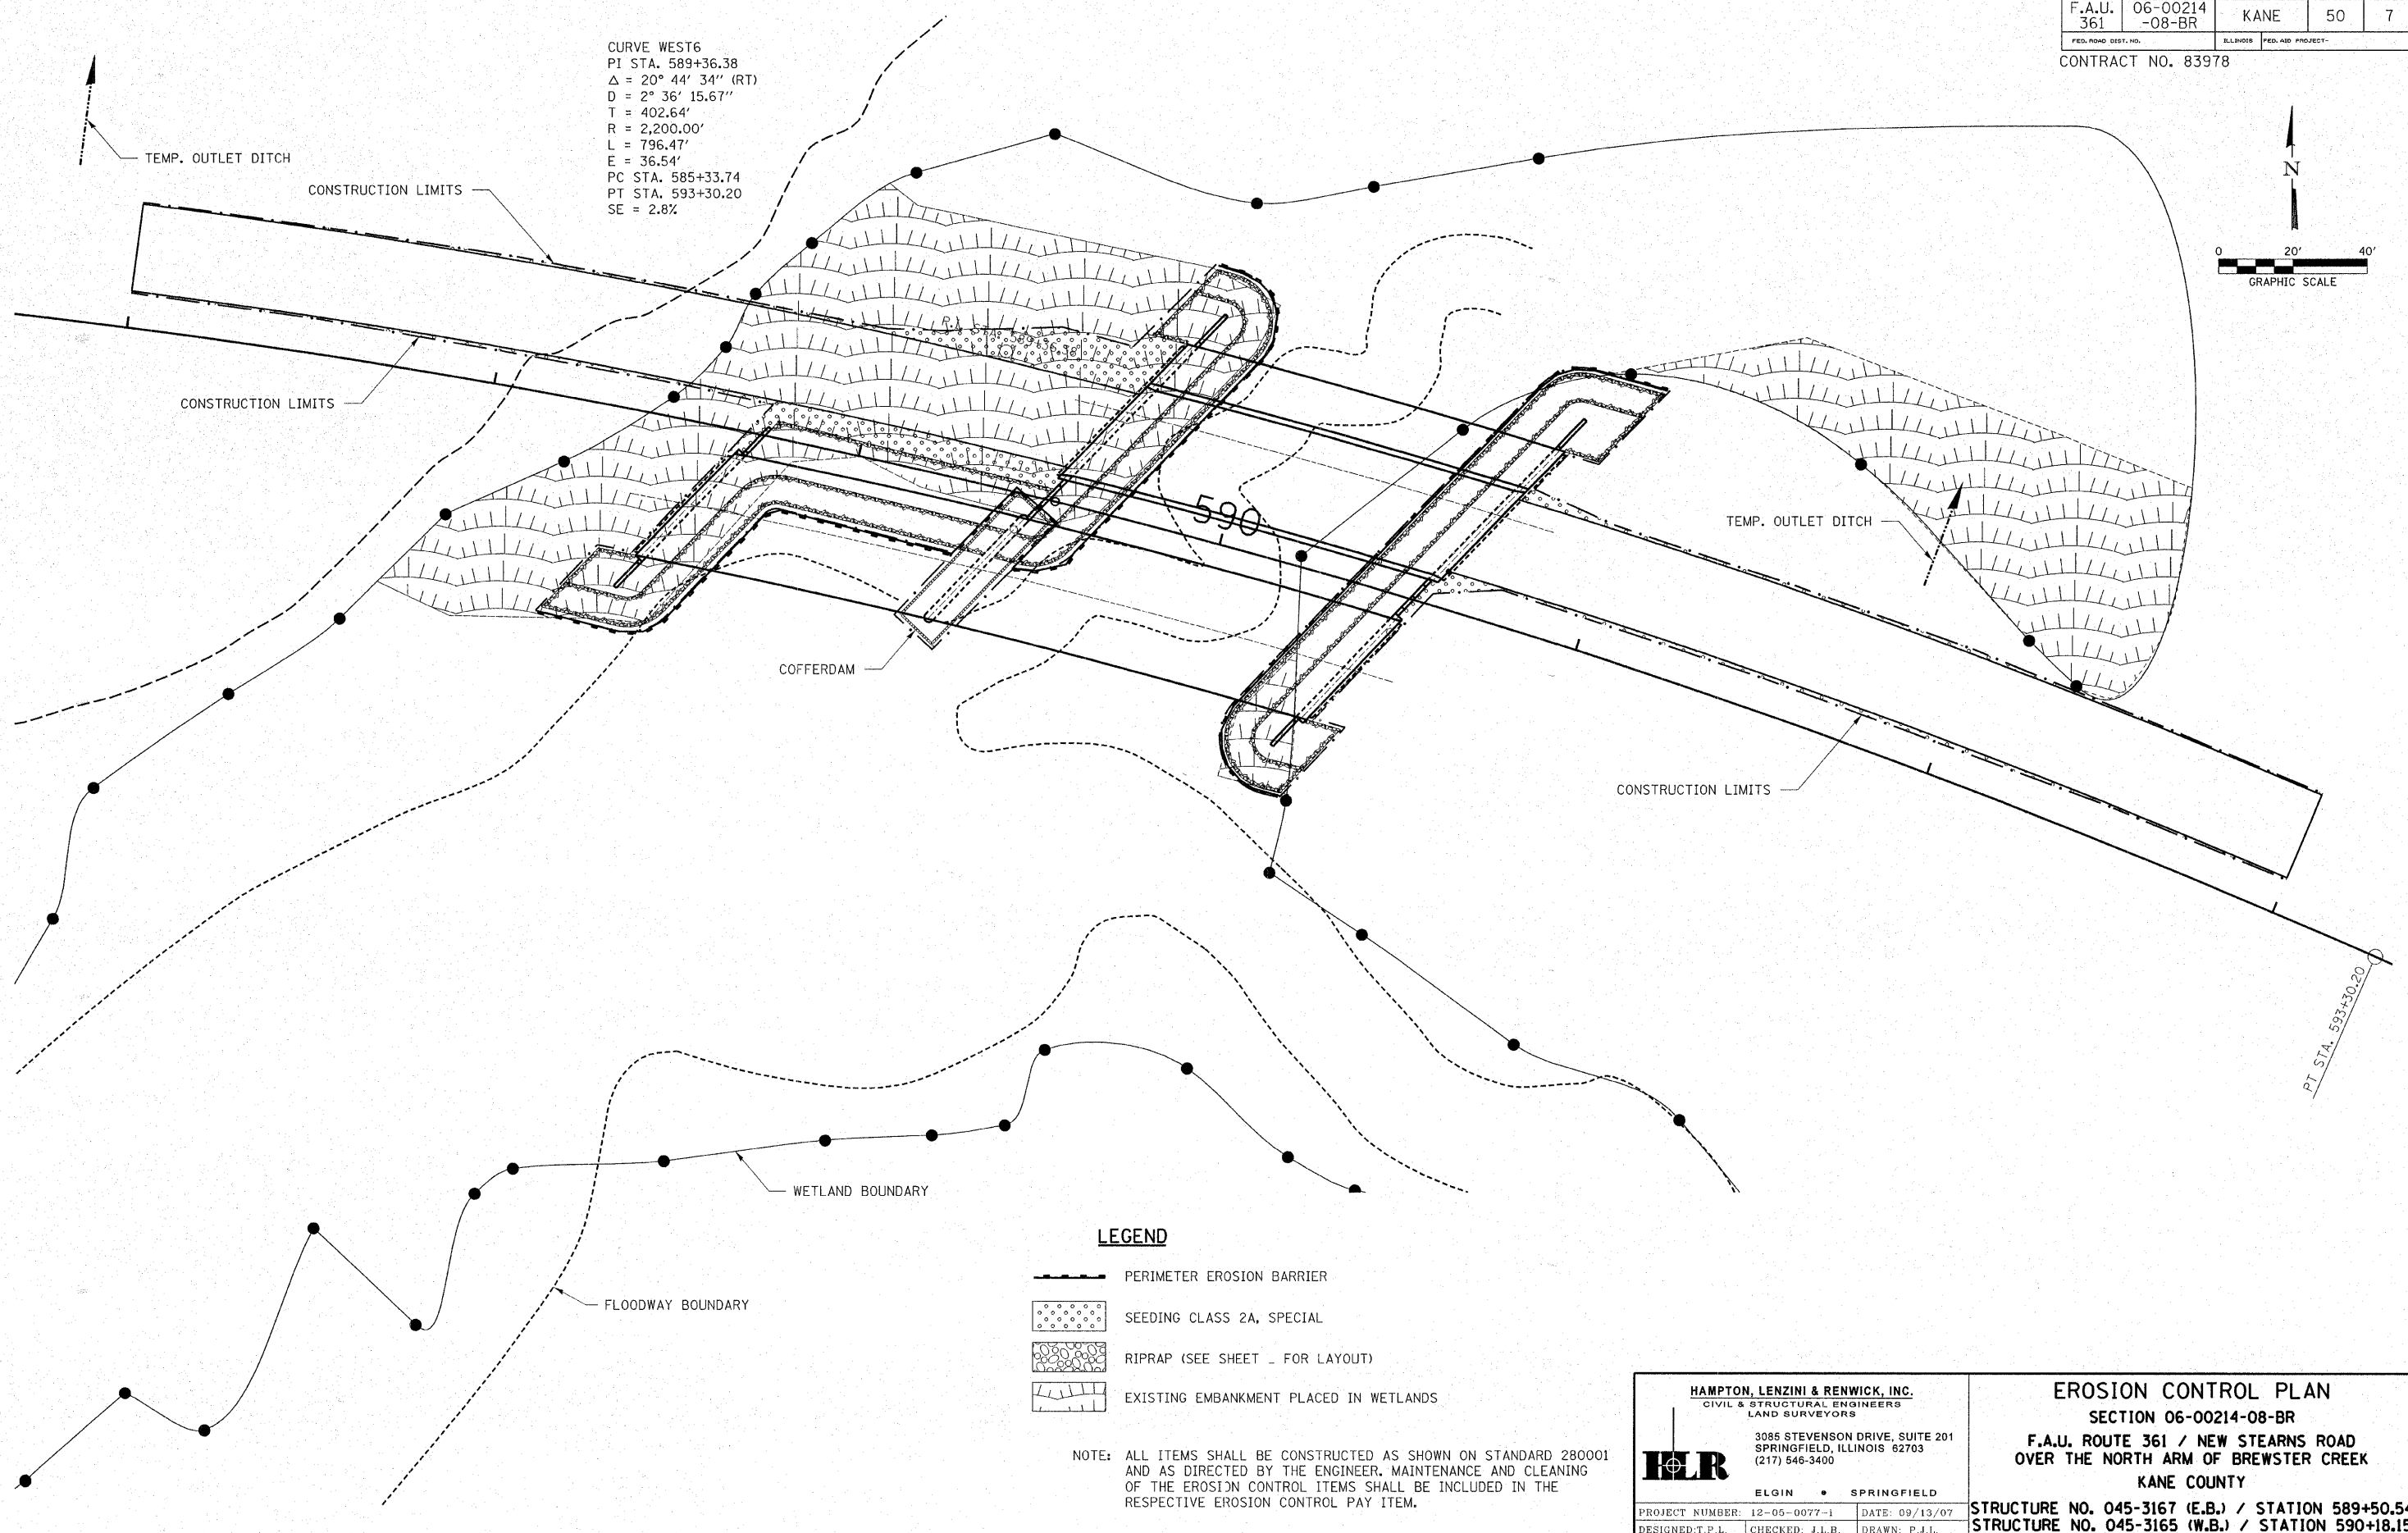 F.A.U.
361
06-00214
-08-BR
KANE
50
7
FED. ROAD DIST. NO.
ILLINOIS
FED. AID PROJECT-
CONTRACT NO. 83978
CURVE WEST6
PI STA. 589+36.38
Δ = 20° 44' 34" (RT)
D = 2° 36' 15.67"
T = 402.64'
R = 2,200.00'
L = 796.47'
E = 36.54'
PC STA. 585+33.74
PT STA. 593+30.20
SE = 2.8%
TEMP. OUTLET DITCH
CONSTRUCTION LIMITS
N
0 20' 40'
GRAPHIC SCALE
CONSTRUCTION LIMITS
590
TEMP. OUTLET DITCH
COFFERDAM
CONSTRUCTION LIMITS
PT STA. 593+30.20
WETLAND BOUNDARY
FLOODWAY BOUNDARY
LEGEND
PERIMETER EROSION BARRIER
SEEDING CLASS 2A, SPECIAL
RIPRAP (SEE SHEET _ FOR LAYOUT)
EXISTING EMBANKMENT PLACED IN WETLANDS
NOTE: ALL ITEMS SHALL BE CONSTRUCTED AS SHOWN ON STANDARD 280001
AND AS DIRECTED BY THE ENGINEER. MAINTENANCE AND CLEANING
OF THE EROSION CONTROL ITEMS SHALL BE INCLUDED IN THE
RESPECTIVE EROSION CONTROL PAY ITEM.
HAMPTON, LENZINI & RENWICK, INC.
CIVIL & STRUCTURAL ENGINEERS
LAND SURVEYORS
3085 STEVENSON DRIVE, SUITE 201
SPRINGFIELD, ILLINOIS 62703
(217) 546-3400
HLR
ELGIN • SPRINGFIELD
PROJECT NUMBER: 12-05-0077-1
DATE: 09/13/07
DESIGNED: T.P.L.
CHECKED: J.L.B.
DRAWN: P.J.L.
EROSION CONTROL PLAN
SECTION 06-00214-08-BR
F.A.U. ROUTE 361 / NEW STEARNS ROAD
OVER THE NORTH ARM OF BREWSTER CREEK
KANE COUNTY
STRUCTURE NO. 045-3167 (E.B.) / STATION 589+50.54
STRUCTURE NO. 045-3165 (W.B.) / STATION 590+18.15